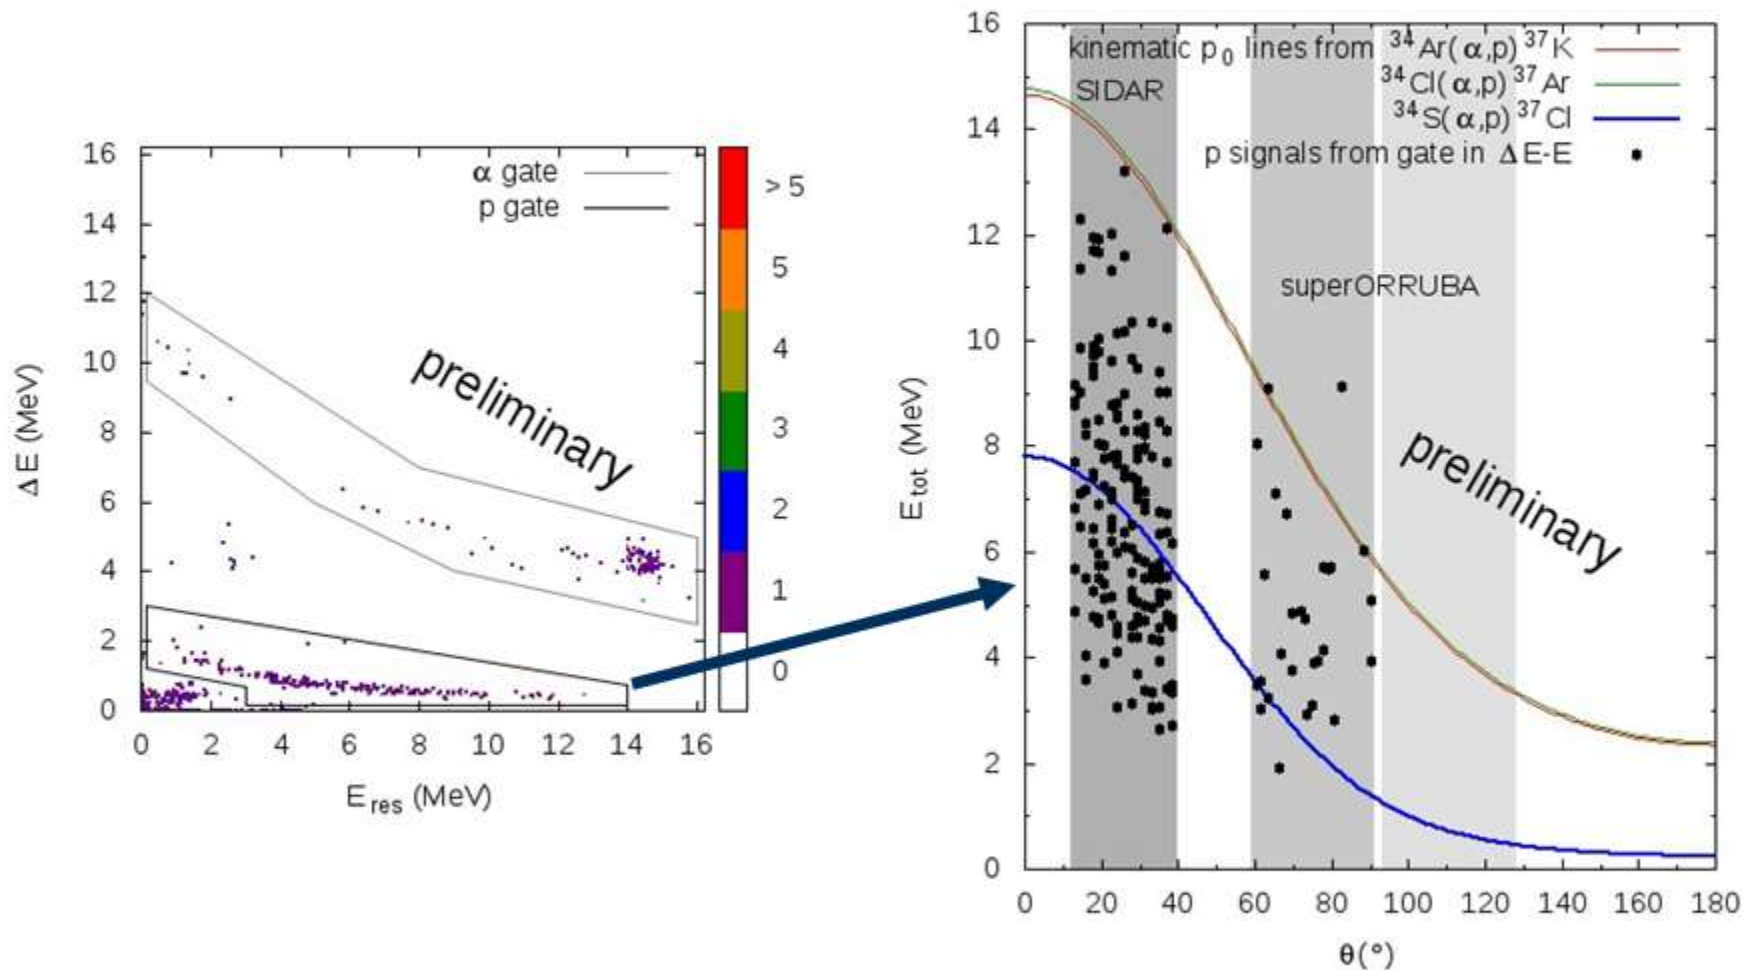 16
14
12
10
8
6
4
2
0
ΔE (MeV)
0 2 4 6 8 10 12 14 16
E res (MeV)
α gate
p gate
preliminary
> 5
5
4
3
2
1
0
16
14
12
10
8
6
4
2
0
E tot (MeV)
0 20 40 60 80 100 120 140 160 180
θ(°)
kinematic p₀ lines from ³⁴Ar(α,p)³⁷K
SIDAR
³⁴Cl(α,p)³⁷Ar
³⁴S(α,p)³⁷Cl
p signals from gate in ΔE-E
superORRUBA
preliminary